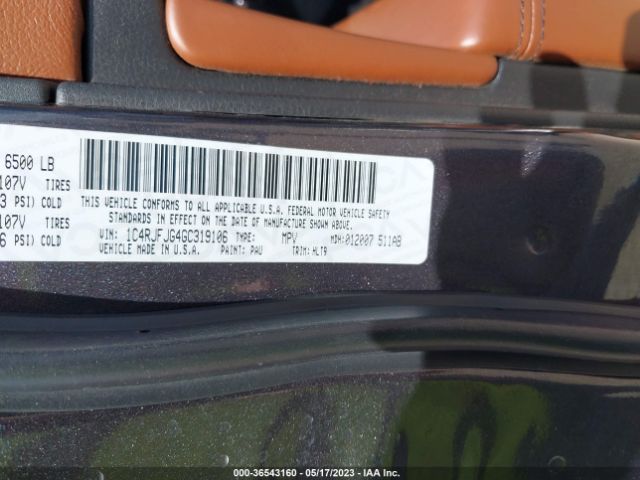 6500 LB
107V TIRES
3 PSI) COLD
107V TIRES
6 PSI) COLD
THIS VEHICLE CONFORMS TO ALL APPLICABLE U.S.A. FEDERAL MOTOR VEHICLE SAFETY
STANDARDS IN EFFECT ON THE DATE OF MANUFACTURE SHOWN ABOVE.
VIN: 1C4RJFJG4GC319106 TYPE: MPV MDH:012007 511AB
VEHICLE MADE IN U.S.A. PAINT: PAU TRIM: HLT9
000-36543160 - 05/17/2023 - IAA Inc.